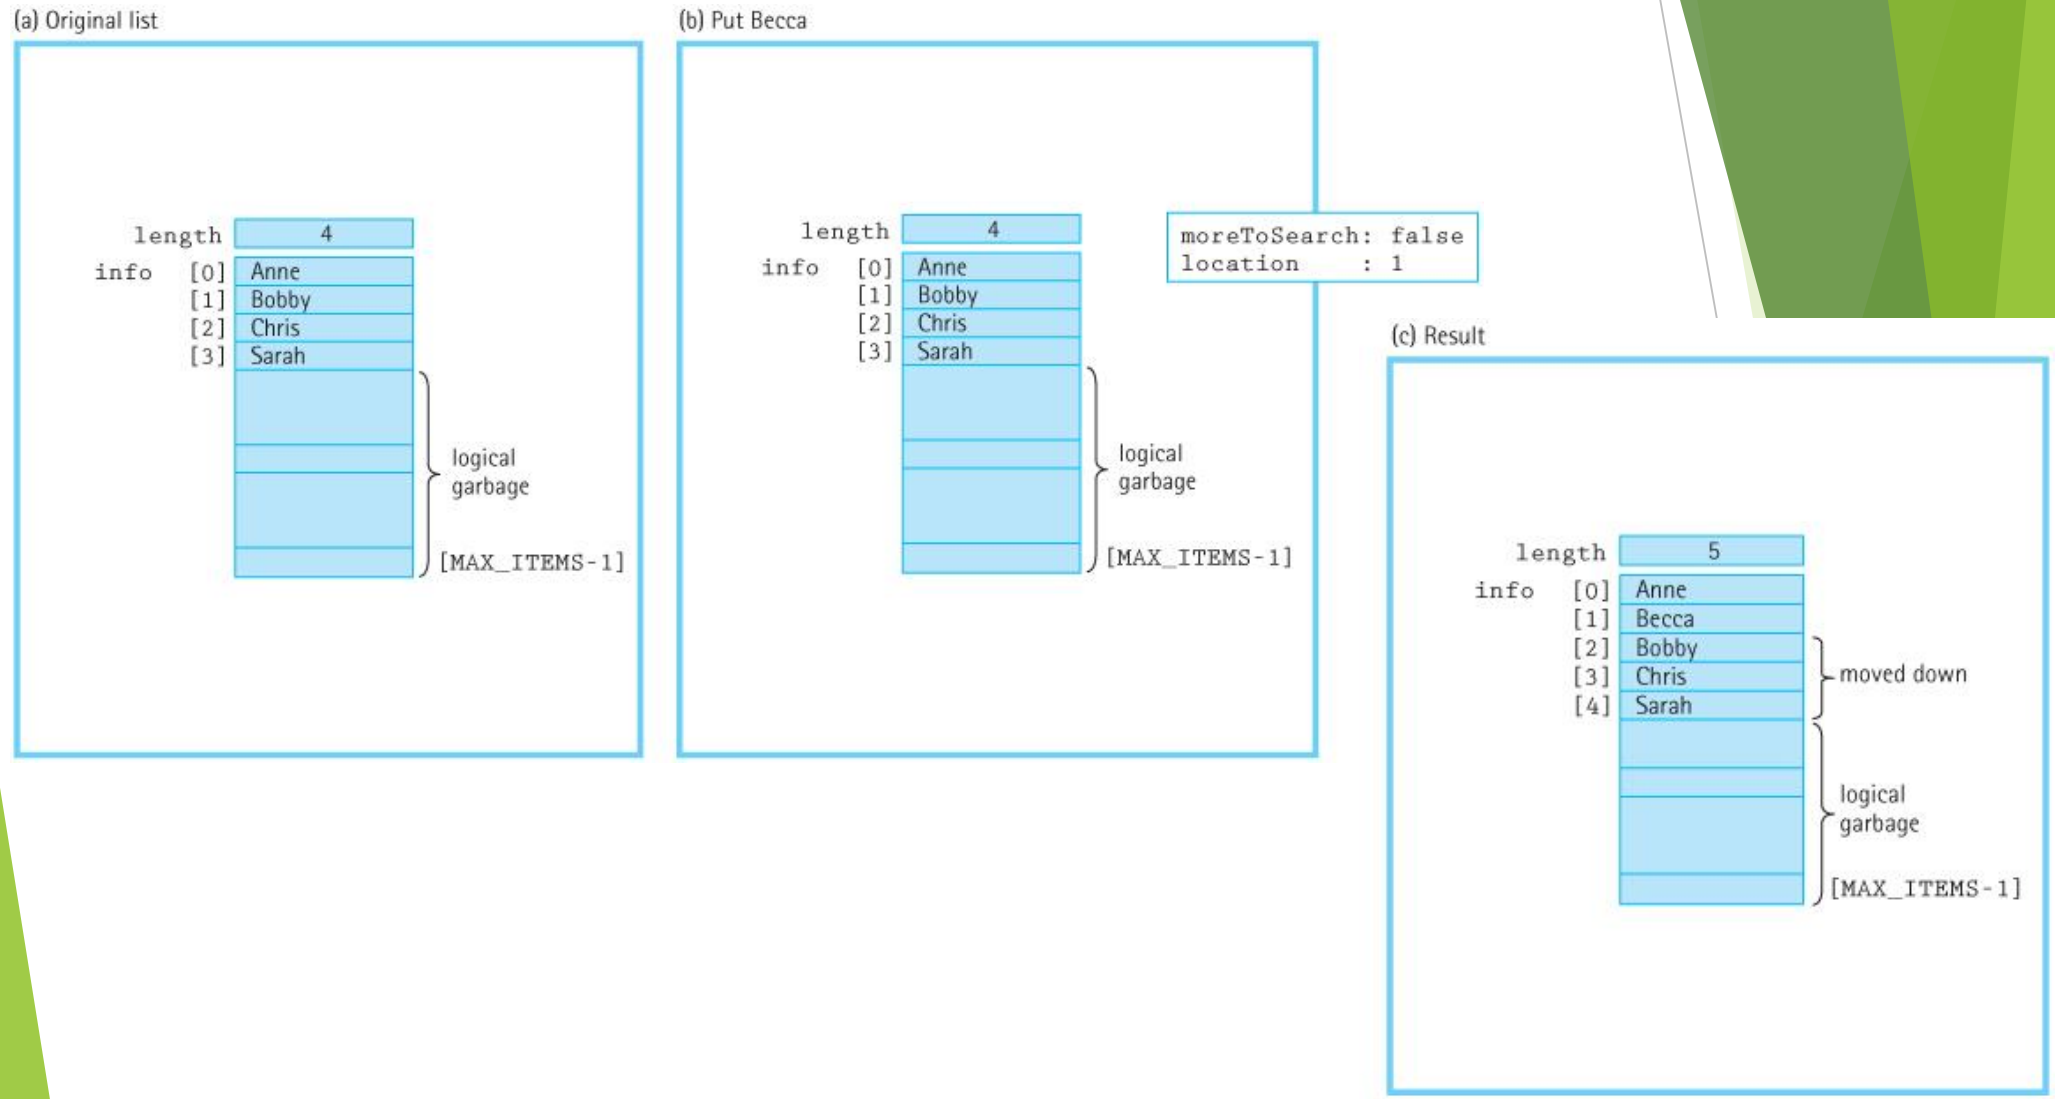 (a) Original list
length 4
info [0] Anne
[1] Bobby
[2] Chris
[3] Sarah
logical
garbage
[MAX_ITEMS-1]
(b) Put Becca
length 4
info [0] Anne
[1] Bobby
[2] Chris
[3] Sarah
logical
garbage
[MAX_ITEMS-1]
moreToSearch: false
location : 1
(c) Result
length 5
info [0] Anne
[1] Becca
[2] Bobby
[3] Chris
[4] Sarah
moved down
logical
garbage
[MAX_ITEMS-1]